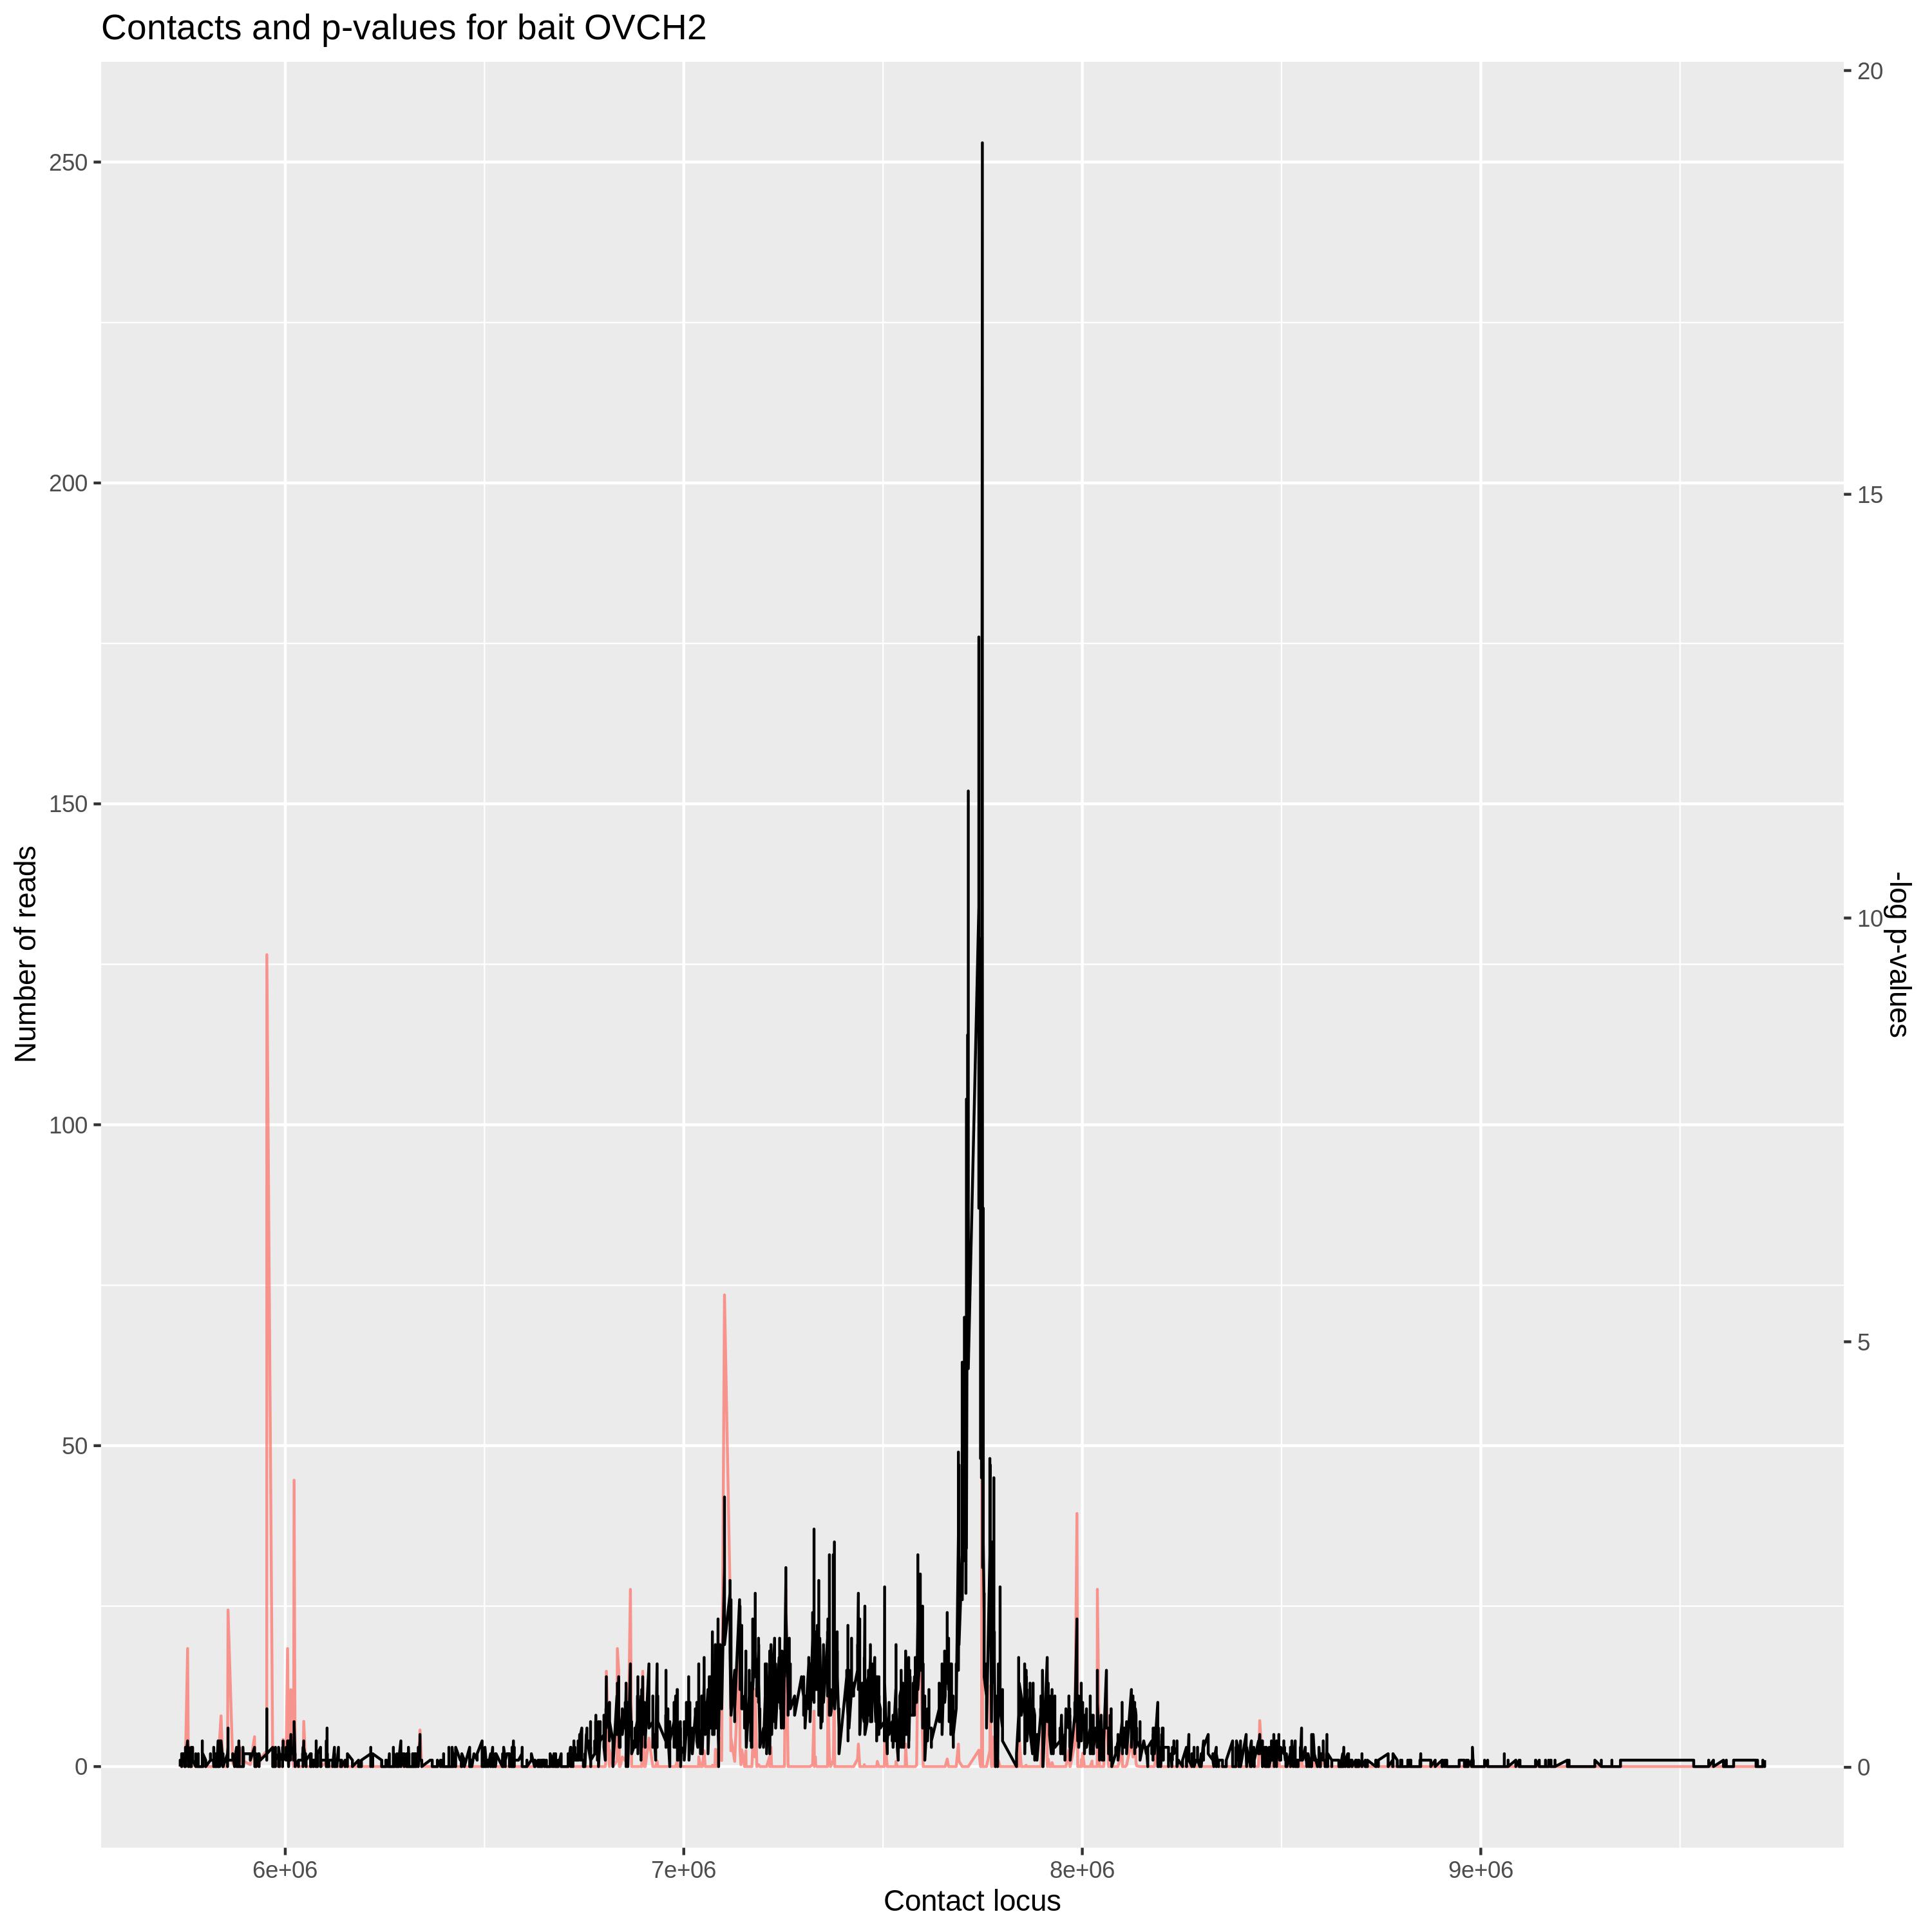 Contacts and p-values for bait OVCH2
Number of reads
250
200
150
100
50
0
20
15
10
5
0
-log p-values
6e+06 7e+06 8e+06 9e+06
Contact locus